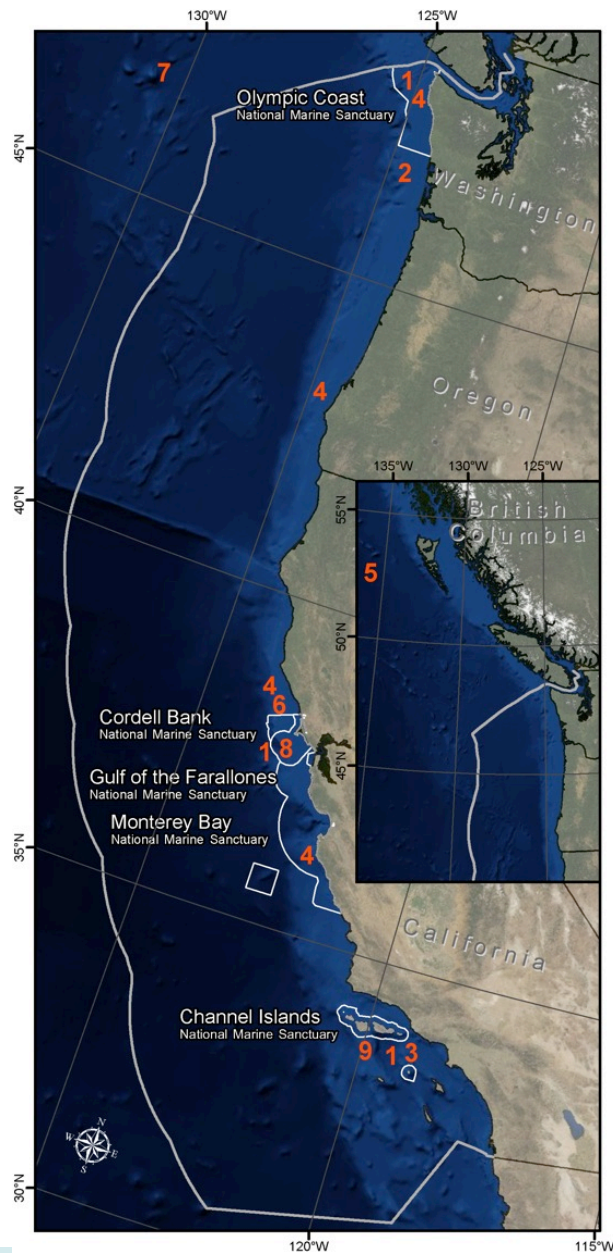 130°W 125°W
7
1
Olympic Coast
National Marine Sanctuary
4
45°N
2
Washington
4
Oregon
135°W 130°W 125°W
40°N
55°N
British
Columbia
5
50°N
4
6
Cordell Bank
National Marine Sanctuary
1 8
45°N
Gulf of the Farallones
National Marine Sanctuary
Monterey Bay
National Marine Sanctuary
35°N
4
California
Channel Islands
National Marine Sanctuary
9 1 3
N
W E
S
30°N
120°W 115°W